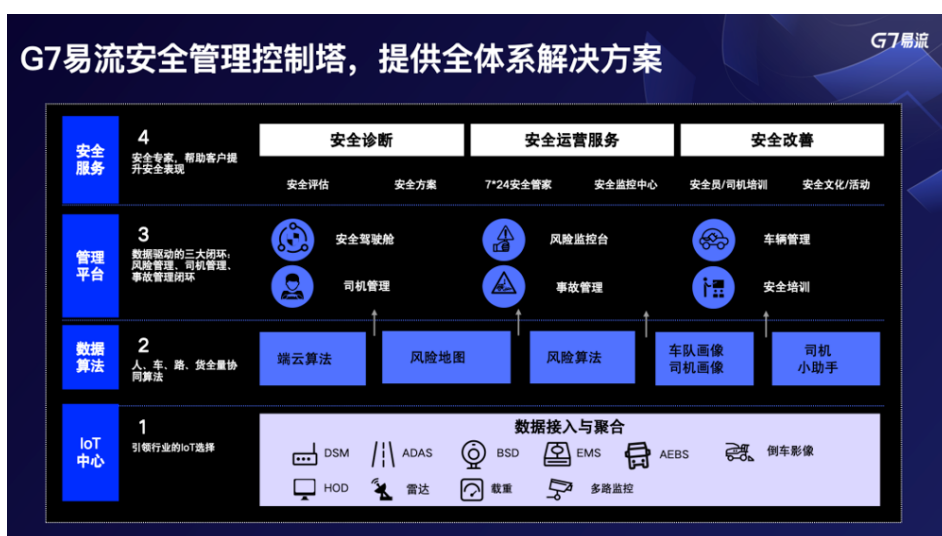 G7易流安全管理控制塔，提供全体系解决方案
G7易流
安全
服务
4
安全专家，帮助客户提
升安全表现
安全诊断
安全运营服务
安全改善
安全评估
安全方案
7*24安全管家
安全监控中心
安全员/司机培训
安全文化/活动
管理
平台
3
数据驱动的三大闭环：
风险管理、司机管理、
事故管理闭环
安全驾驶舱
风险监控台
车辆管理
司机管理
事故管理
安全培训
数据
算法
2
人、车、路、货全量协
同算法
端云算法
风险地图
风险算法
车队画像
司机画像
司机
小助手
IoT
中心
1
引领行业的IoT选择
数据接入与聚合
DSM
ADAS
BSD
EMS
AEBS
倒车影像
HOD
雷达
载重
多路监控